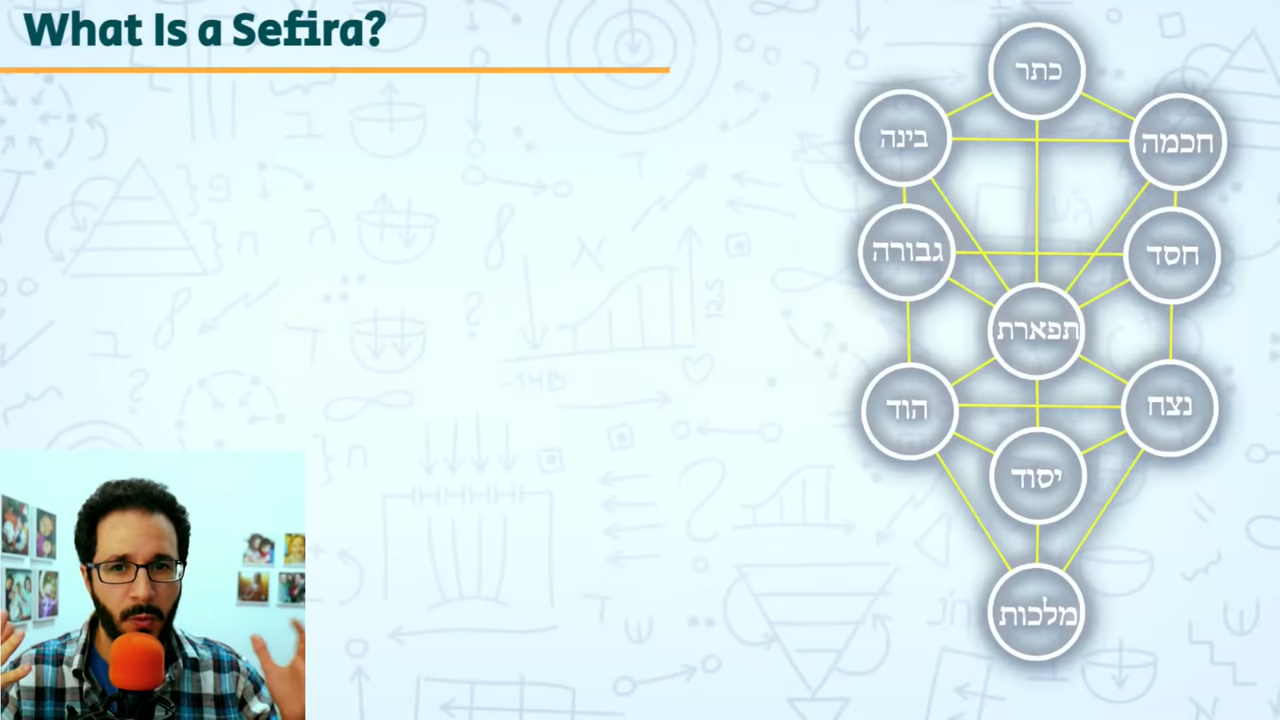 What Is a Sefira?
כתר
חכמה
בינה
חסד
גבורה
תפארת
נצח
הוד
יסוד
מלכות